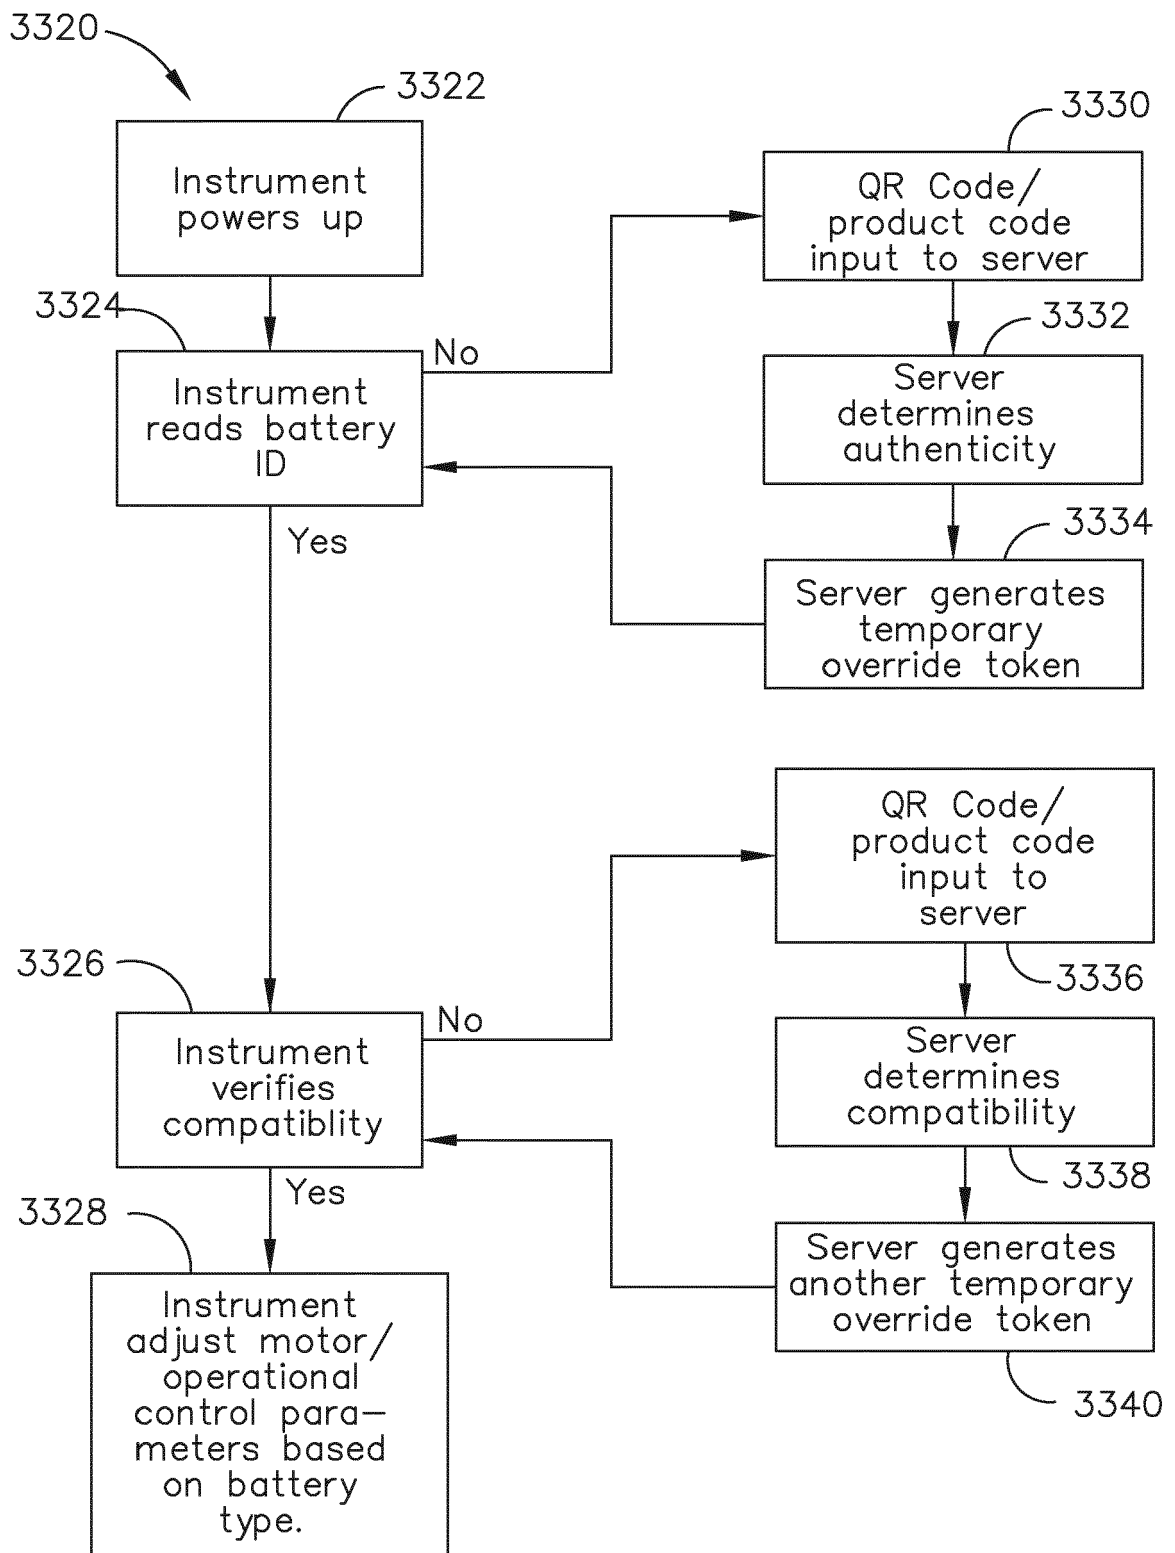 3320
3322
Instrument
powers up
3324
Instrument
reads battery
ID
No
Yes
3330
QR Code/
product code
input to server
3332
Server
determines
authenticity
3334
Server generates
temporary
override token
3326
Instrument
verifies
compatiblity
No
Yes
QR Code/
product code
input to
server
3336
Server
determines
compatibility
3338
Server generates
another temporary
override token
3340
3328
Instrument
adjust motor/
operational
control para-
meters based
on battery
type.